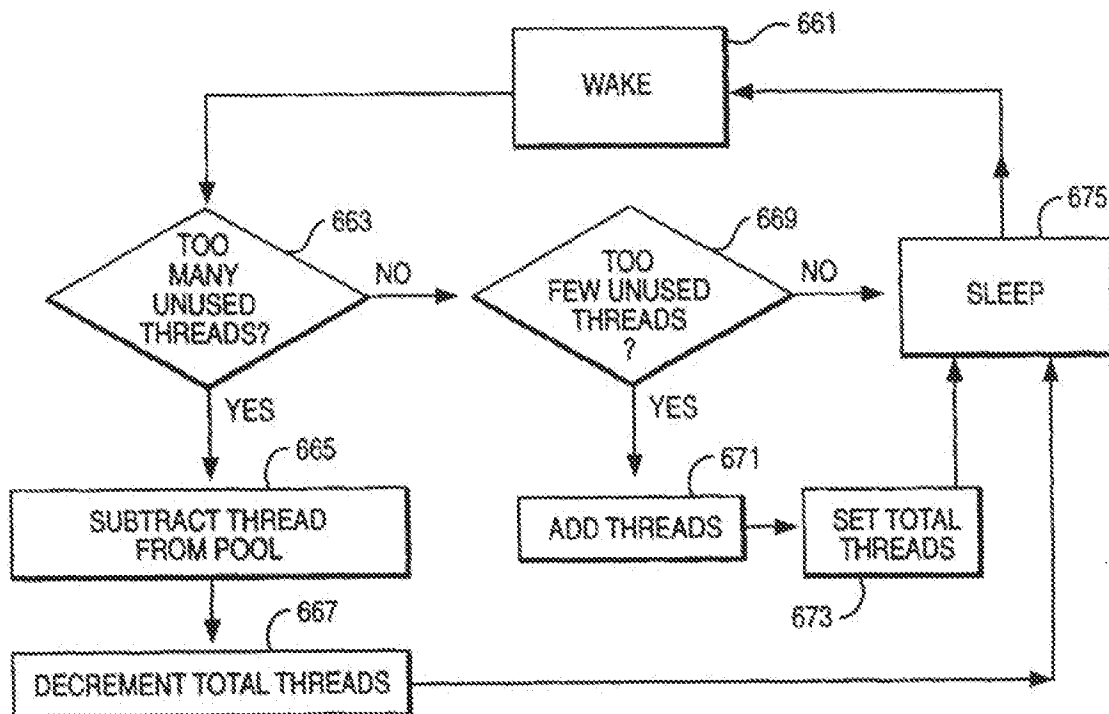 661
WAKE
663
TOO
MANY
UNUSED
THREADS?
NO
669
TOO
FEW UNUSED
THREADS
?
NO
675
SLEEP
YES
YES
665
SUBTRACT THREAD
FROM POOL
671
ADD THREADS
SET TOTAL
THREADS
673
667
DECREMENT TOTAL THREADS